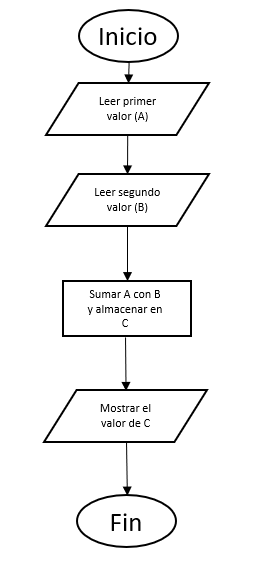 Inicio
Leer primer
valor (A)
Leer segundo
valor (B)
Sumar A con B
y almacenar en
C
Mostrar el
valor de C
Fin